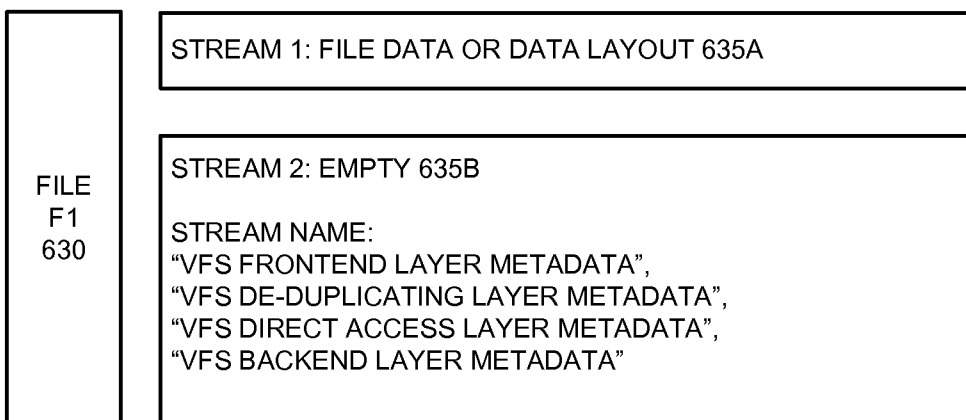 STREAM 1: FILE DATA OR DATA LAYOUT 635A
FILE
F1
630
STREAM 2: EMPTY 635B
STREAM NAME:
“VFS FRONTEND LAYER METADATA”,
“VFS DE-DUPLICATING LAYER METADATA”,
“VFS DIRECT ACCESS LAYER METADATA”,
“VFS BACKEND LAYER METADATA”